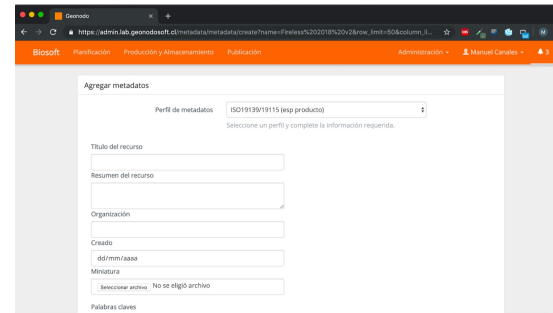 Geonodo
https://admin.lab.geonodosoft.cl/metadata/metadata/create?name=Fireless%202018%20v2&row_limit=50&column_li...
Biosoft Planificación Producción y Almacenamiento Publicación Administración Manuel Canales 3
Agregar metadatos
Perfil de metadatos ISO19139/19115 (esp producto)
Seleccione un perfil y complete la información requerida.
Título del recurso
Resumen del recurso
Organización
Creado
dd/mm/aaaa
Miniatura
Seleccionar archivo No se eligió archivo
Palabras claves